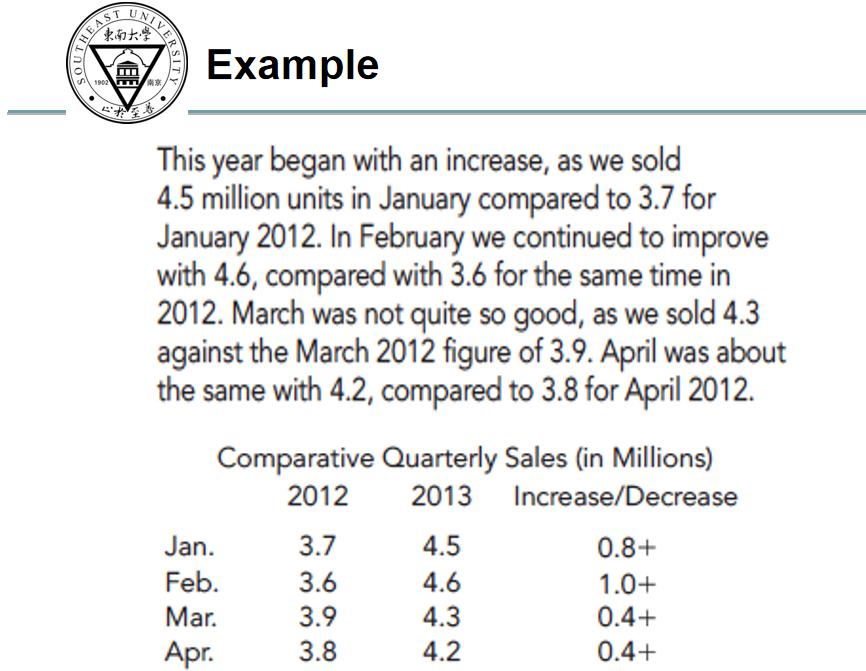 SOUTHEAST UNIVERSITY
東南大學
1902 南京
Example
This year began with an increase, as we sold
4.5 million units in January compared to 3.7 for
January 2012. In February we continued to improve
with 4.6, compared with 3.6 for the same time in
2012. March was not quite so good, as we sold 4.3
against the March 2012 figure of 3.9. April was about
the same with 4.2, compared to 3.8 for April 2012.
Comparative Quarterly Sales (in Millions)
2012 2013 Increase/Decrease
Jan. 3.7 4.5 0.8+
Feb. 3.6 4.6 1.0+
Mar. 3.9 4.3 0.4+
Apr. 3.8 4.2 0.4+